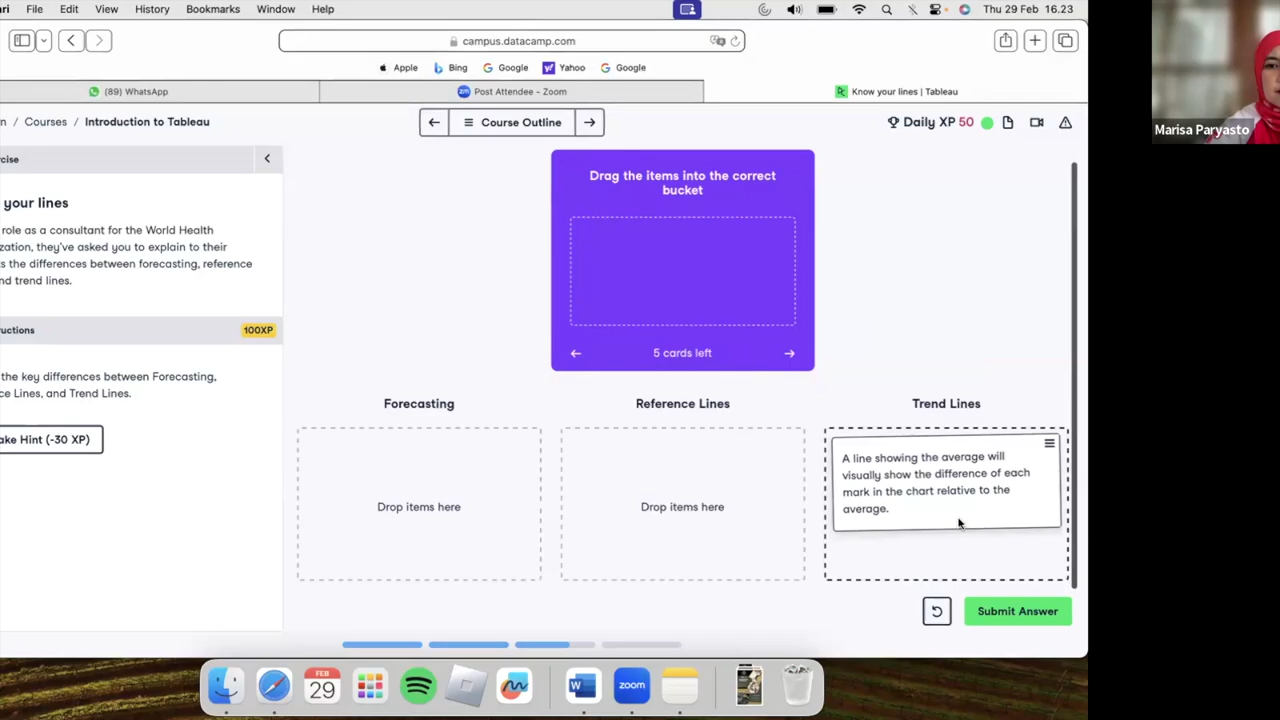 ari File Edit View History Bookmarks Window Help Thu 29 Feb 16.23
campus.datacamp.com
Apple Bing Google Yahoo Google
(89) WhatsApp Post Attendee - Zoom Know your lines | Tableau
n / Courses / Introduction to Tableau
Course Outline
Daily XP 50
cise
your lines
role as a consultant for the World Health
zation, they've asked you to explain to their
s the differences between forecasting, reference
nd trend lines.
uctions 100XP
the key differences between Forecasting,
ce Lines, and Trend Lines.
ake Hint (-30 XP)
Drag the items into the correct
bucket
5 cards left
Forecasting Reference Lines Trend Lines
Drop items here
Drop items here
A line showing the average will
visually show the difference of each
mark in the chart relative to the
average.
Submit Answer
FEB
29
W
zoom
Marisa Paryasto